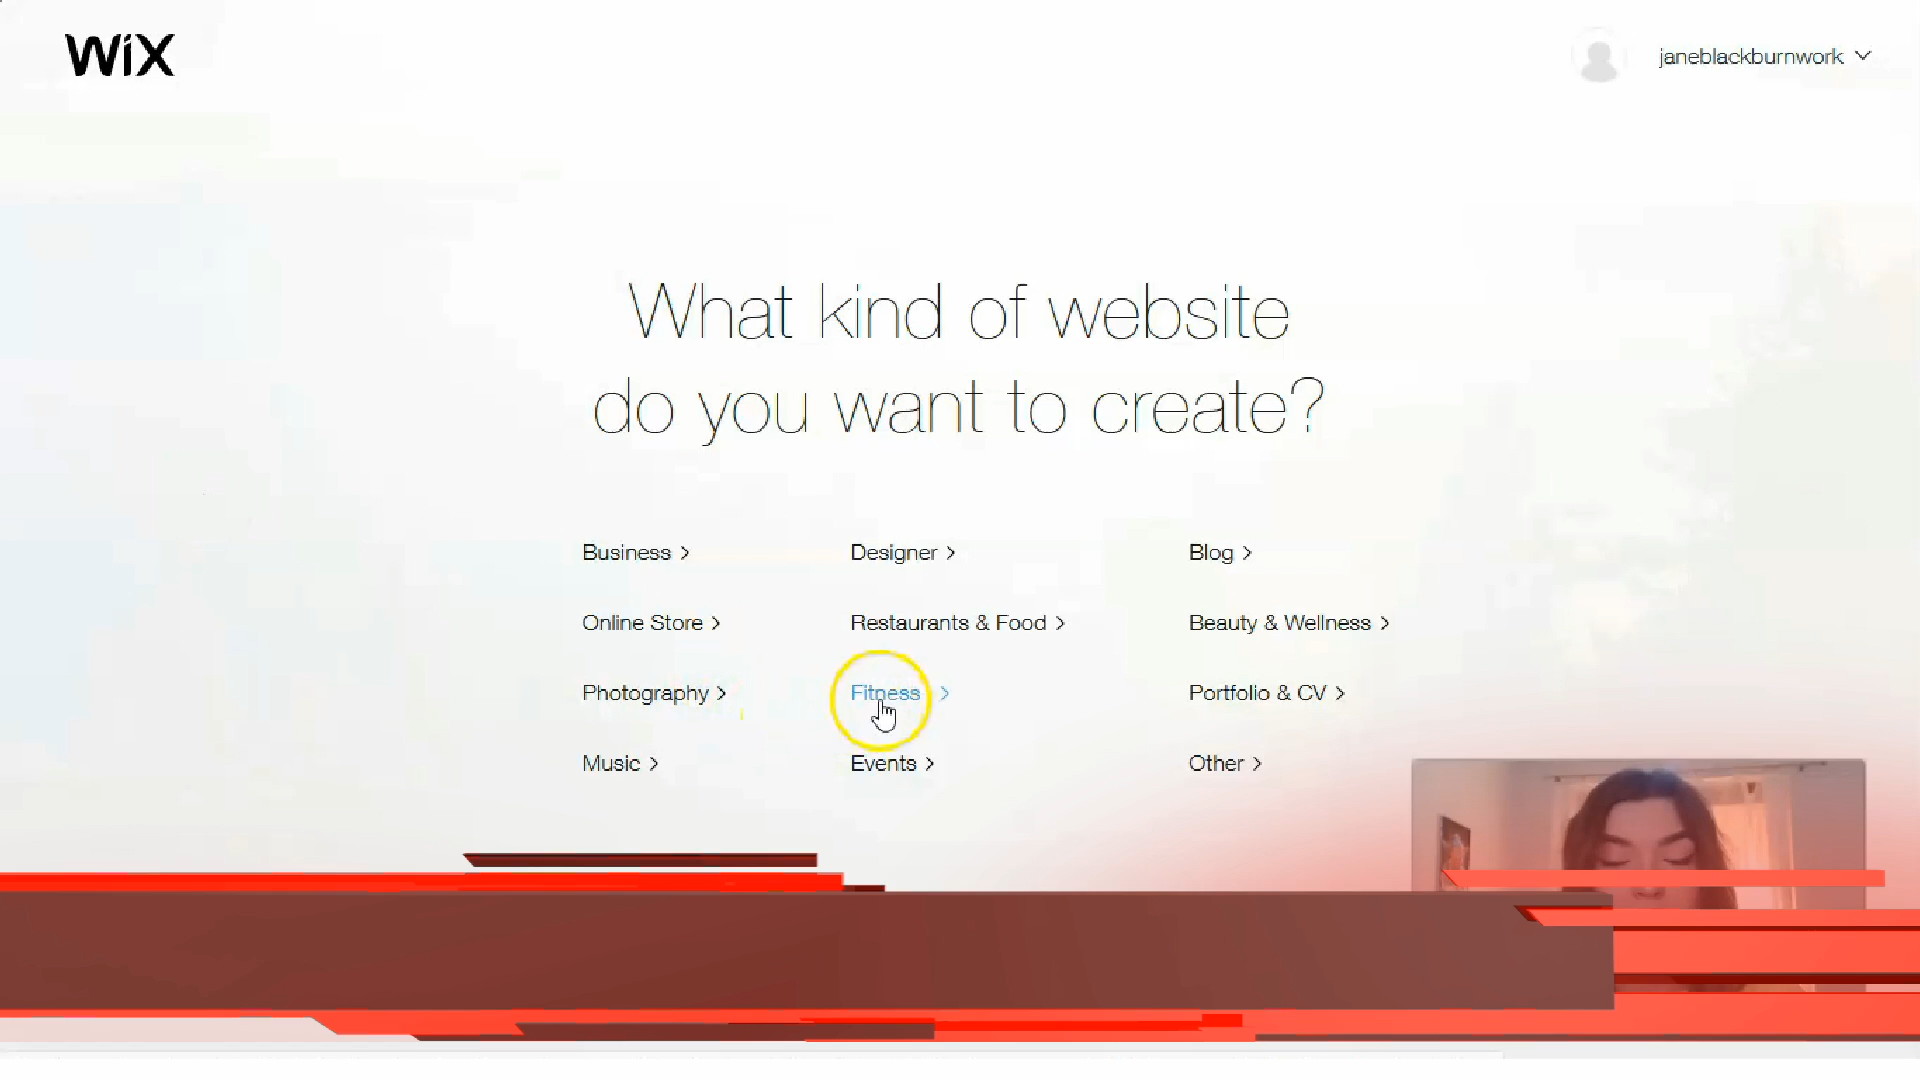 WiX
janeblackburnwork
What kind of website
do you want to create?
Business >
Designer >
Blog >
Online Store >
Restaurants & Food >
Beauty & Wellness >
Photography >
Fitness >
Portfolio & CV >
Music >
Events >
Other >